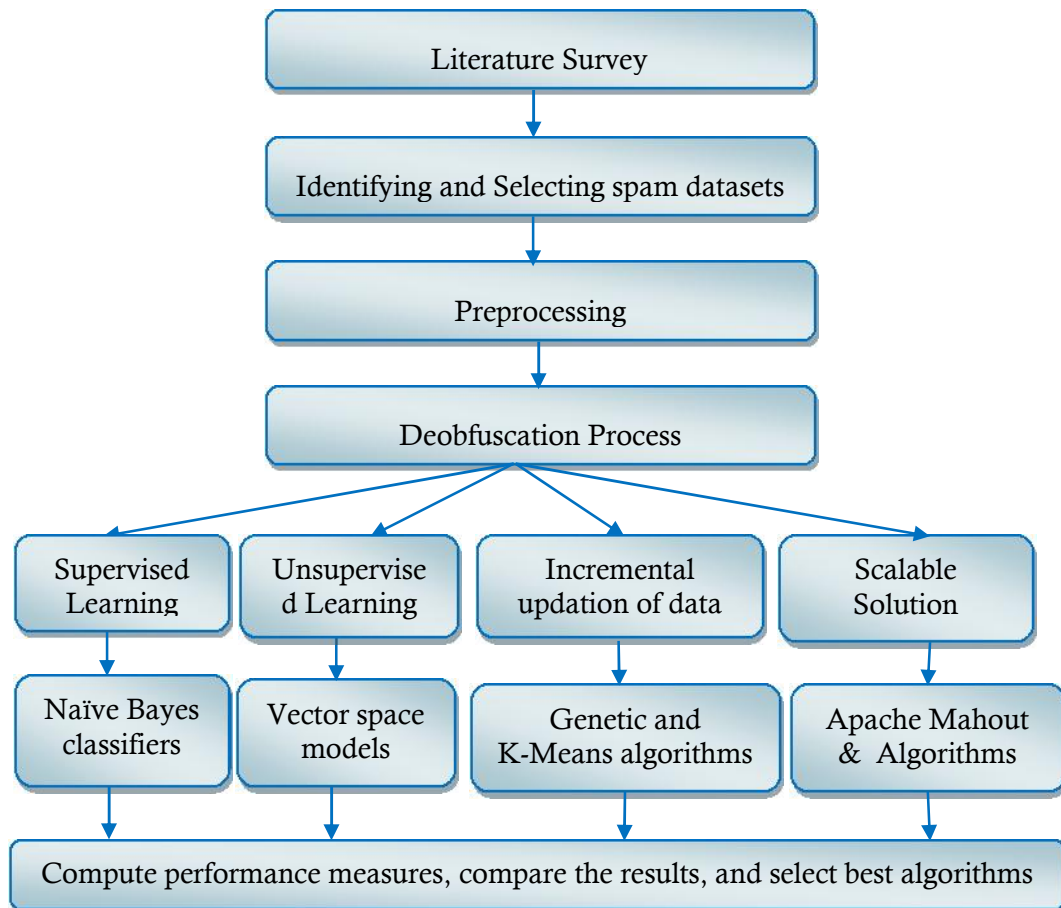 Literature Survey
Identifying and Selecting spam datasets
Preprocessing
Deobfuscation Process
Supervised
Learning
Unsupervise
d Learning
Incremental
updation of data
Scalable
Solution
Naïve Bayes
classifiers
Vector space
models
Genetic and
K-Means algorithms
Apache Mahout
& Algorithms
Compute performance measures, compare the results, and select best algorithms